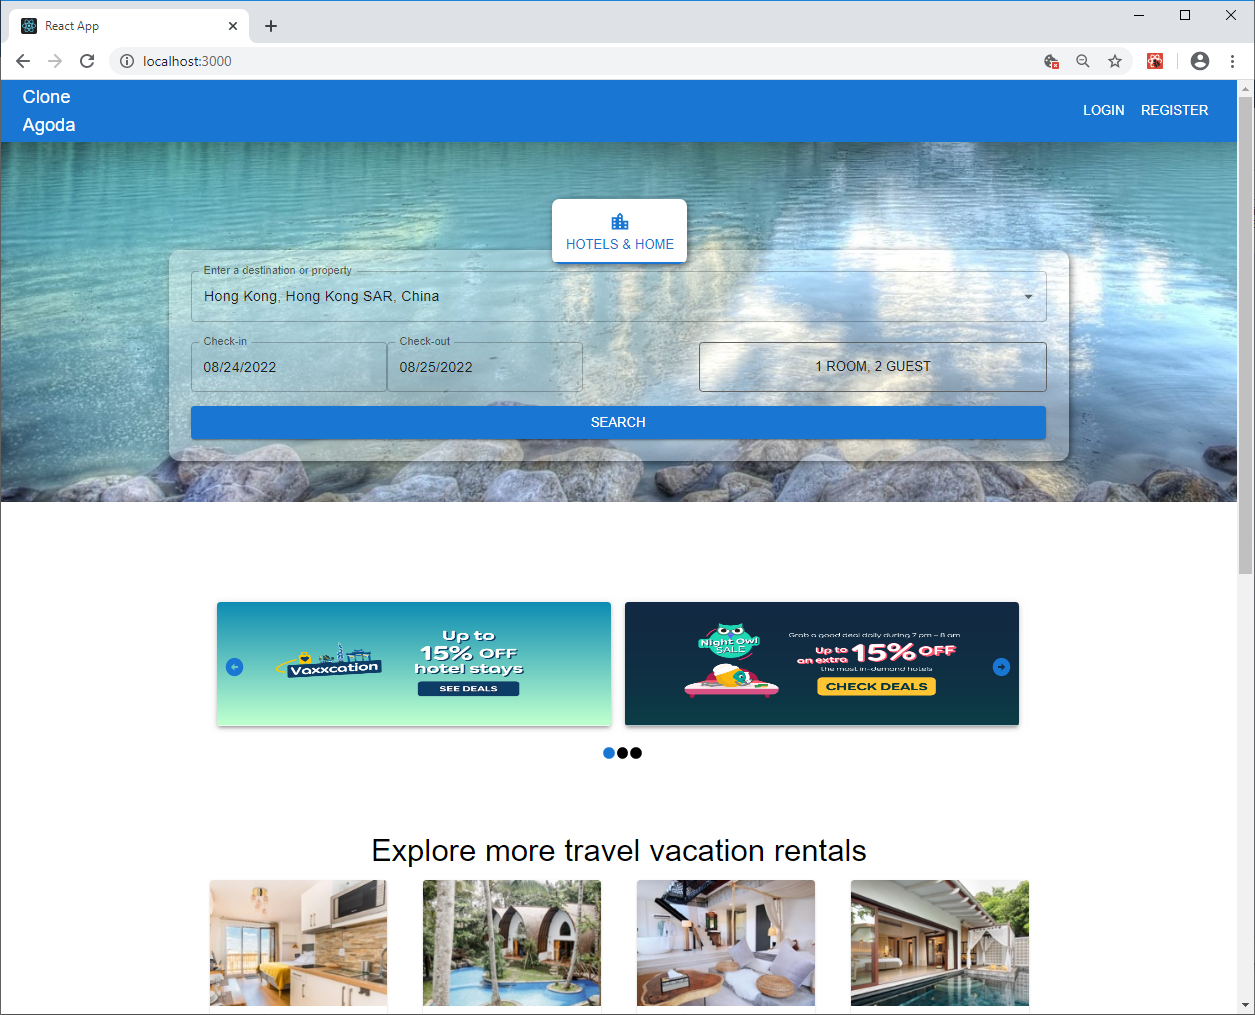 React App
localhost:3000
Clone
Agoda
LOGIN
REGISTER
HOTELS & HOME
Enter a destination or property
Hong Kong, Hong Kong SAR, China
Check-in
Check-out
08/24/2022
08/25/2022
1 ROOM, 2 GUEST
SEARCH
Vaxxcation
Up to
15% OFF
hotel stays
SEE DEALS
Night Owl
SALE
Grab a good deal daily during 7 pm – 8 am
Up to
an extra
15% OFF
the most in-demand hotels
CHECK DEALS
Explore more travel vacation rentals